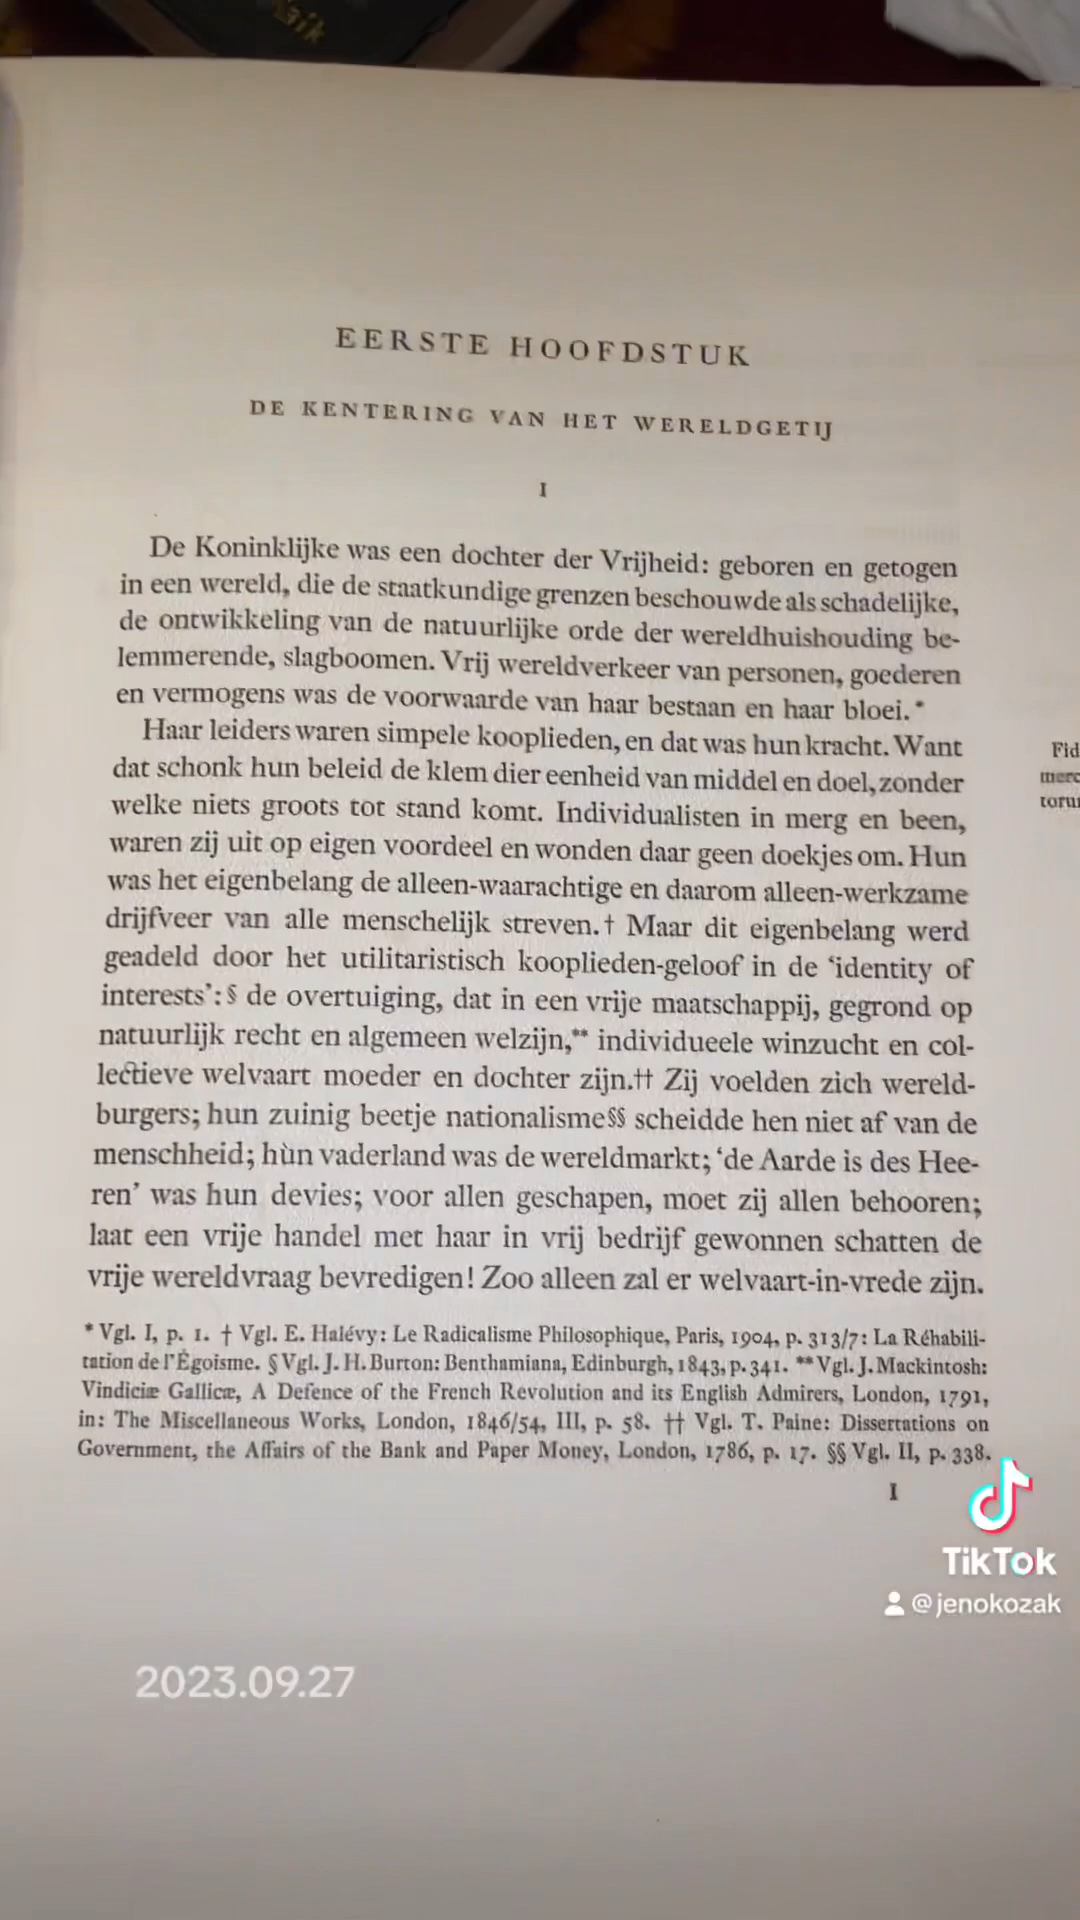 EERSTE HOOFDSTUK
DE KENTERING VAN HET WERELDGETIJ
I
De Koninklijke was een dochter der Vrijheid: geboren en getogen
in een wereld, die de staatkundige grenzen beschouwde als schadelijke,
de ontwikkeling van de natuurlijke orde der wereldhuishouding be-
lemmerende, slagboomen. Vrij wereldverkeer van personen, goederen
en vermogens was de voorwaarde van haar bestaan en haar bloei.*
Haar leiders waren simpele kooplieden, en dat was hun kracht. Want
dat schonk hun beleid de klem dier eenheid van middel en doel, zonder
welke niets groots tot stand komt. Individualisten in merg en been,
waren zij uit op eigen voordeel en wonden daar geen doekjes om. Hun
was het eigenbelang de alleen-waarachtige en daarom alleen-werkzame
drijfveer van alle menschelijk streven.† Maar dit eigenbelang werd
geadeld door het utilitaristisch kooplieden-geloof in de ‘identity of
interests’:§ de overtuiging, dat in een vrije maatschappij, gegrond op
natuurlijk recht en algemeen welzijn,** individueele winzucht en col-
lectieve welvaart moeder en dochter zijn.†† Zij voelden zich wereld-
burgers; hun zuinig beetje nationalisme§§ scheidde hen niet af van de
menschheid; hùn vaderland was de wereldmarkt; ‘de Aarde is des Hee-
ren’ was hun devies; voor allen geschapen, moet zij allen behooren;
laat een vrije handel met haar in vrij bedrijf gewonnen schatten de
vrije wereldvraag bevredigen! Zoo alleen zal er welvaart-in-vrede zijn.
* Vgl. I, p. 1. † Vgl. E. Halévy: Le Radicalisme Philosophique, Paris, 1904, p. 313/7: La Réhabili-
tation de l'Égoisme. § Vgl. J. H. Burton: Benthamiana, Edinburgh, 1843, p. 341. ** Vgl. J. Mackintosh:
Vindiciæ Gallicæ, A Defence of the French Revolution and its English Admirers, London, 1791,
in: The Miscellaneous Works, London, 1846/54, III, p. 58. †† Vgl. T. Paine: Dissertations on
Government, the Affairs of the Bank and Paper Money, London, 1786, p. 17. §§ Vgl. II, p. 338.
I
Fid
merc
toru
TikTok
@jenokozak
2023.09.27